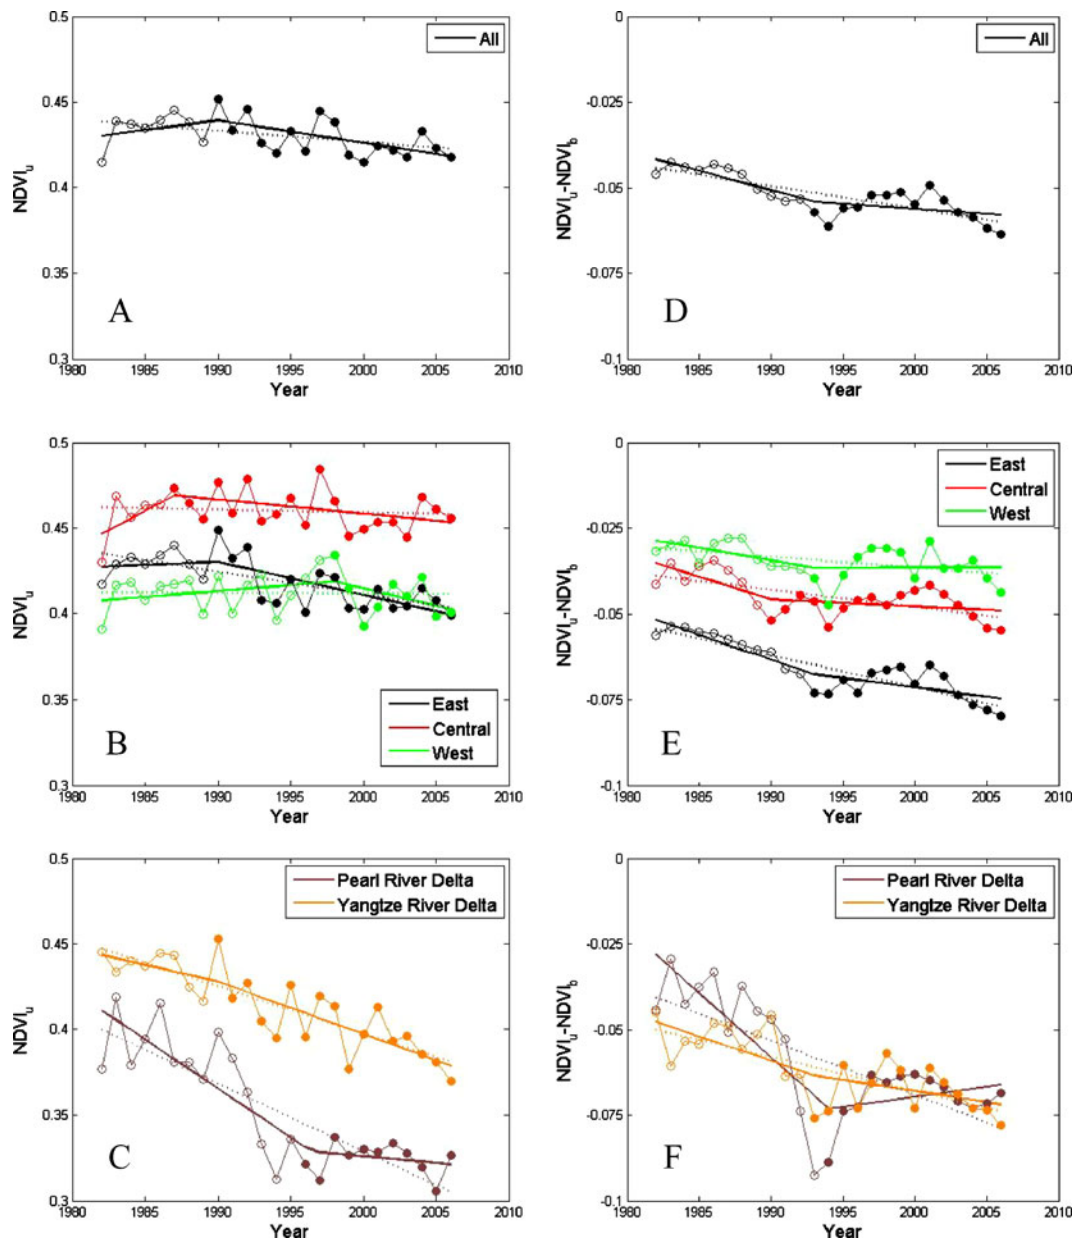 0.5
0.45
0.4
0.35
0.3
NDVIu
All
A
1980 1985 1990 1995 2000 2005 2010
Year
0
-0.025
-0.05
-0.075
-0.1
NDVIu-NDVIb
All
D
1980 1985 1990 1995 2000 2005 2010
Year
0.5
0.45
0.4
0.35
0.3
NDVIu
East
Central
West
B
1980 1985 1990 1995 2000 2005 2010
Year
0
-0.025
-0.05
-0.075
-0.1
NDVIu-NDVIb
East
Central
West
E
1980 1985 1990 1995 2000 2005 2010
Year
0.5
0.45
0.4
0.35
0.3
NDVIu
Pearl River Delta
Yangtze River Delta
C
1980 1985 1990 1995 2000 2005 2010
Year
0
-0.025
-0.05
-0.075
-0.1
NDVIu-NDVIb
Pearl River Delta
Yangtze River Delta
F
1980 1985 1990 1995 2000 2005 2010
Year